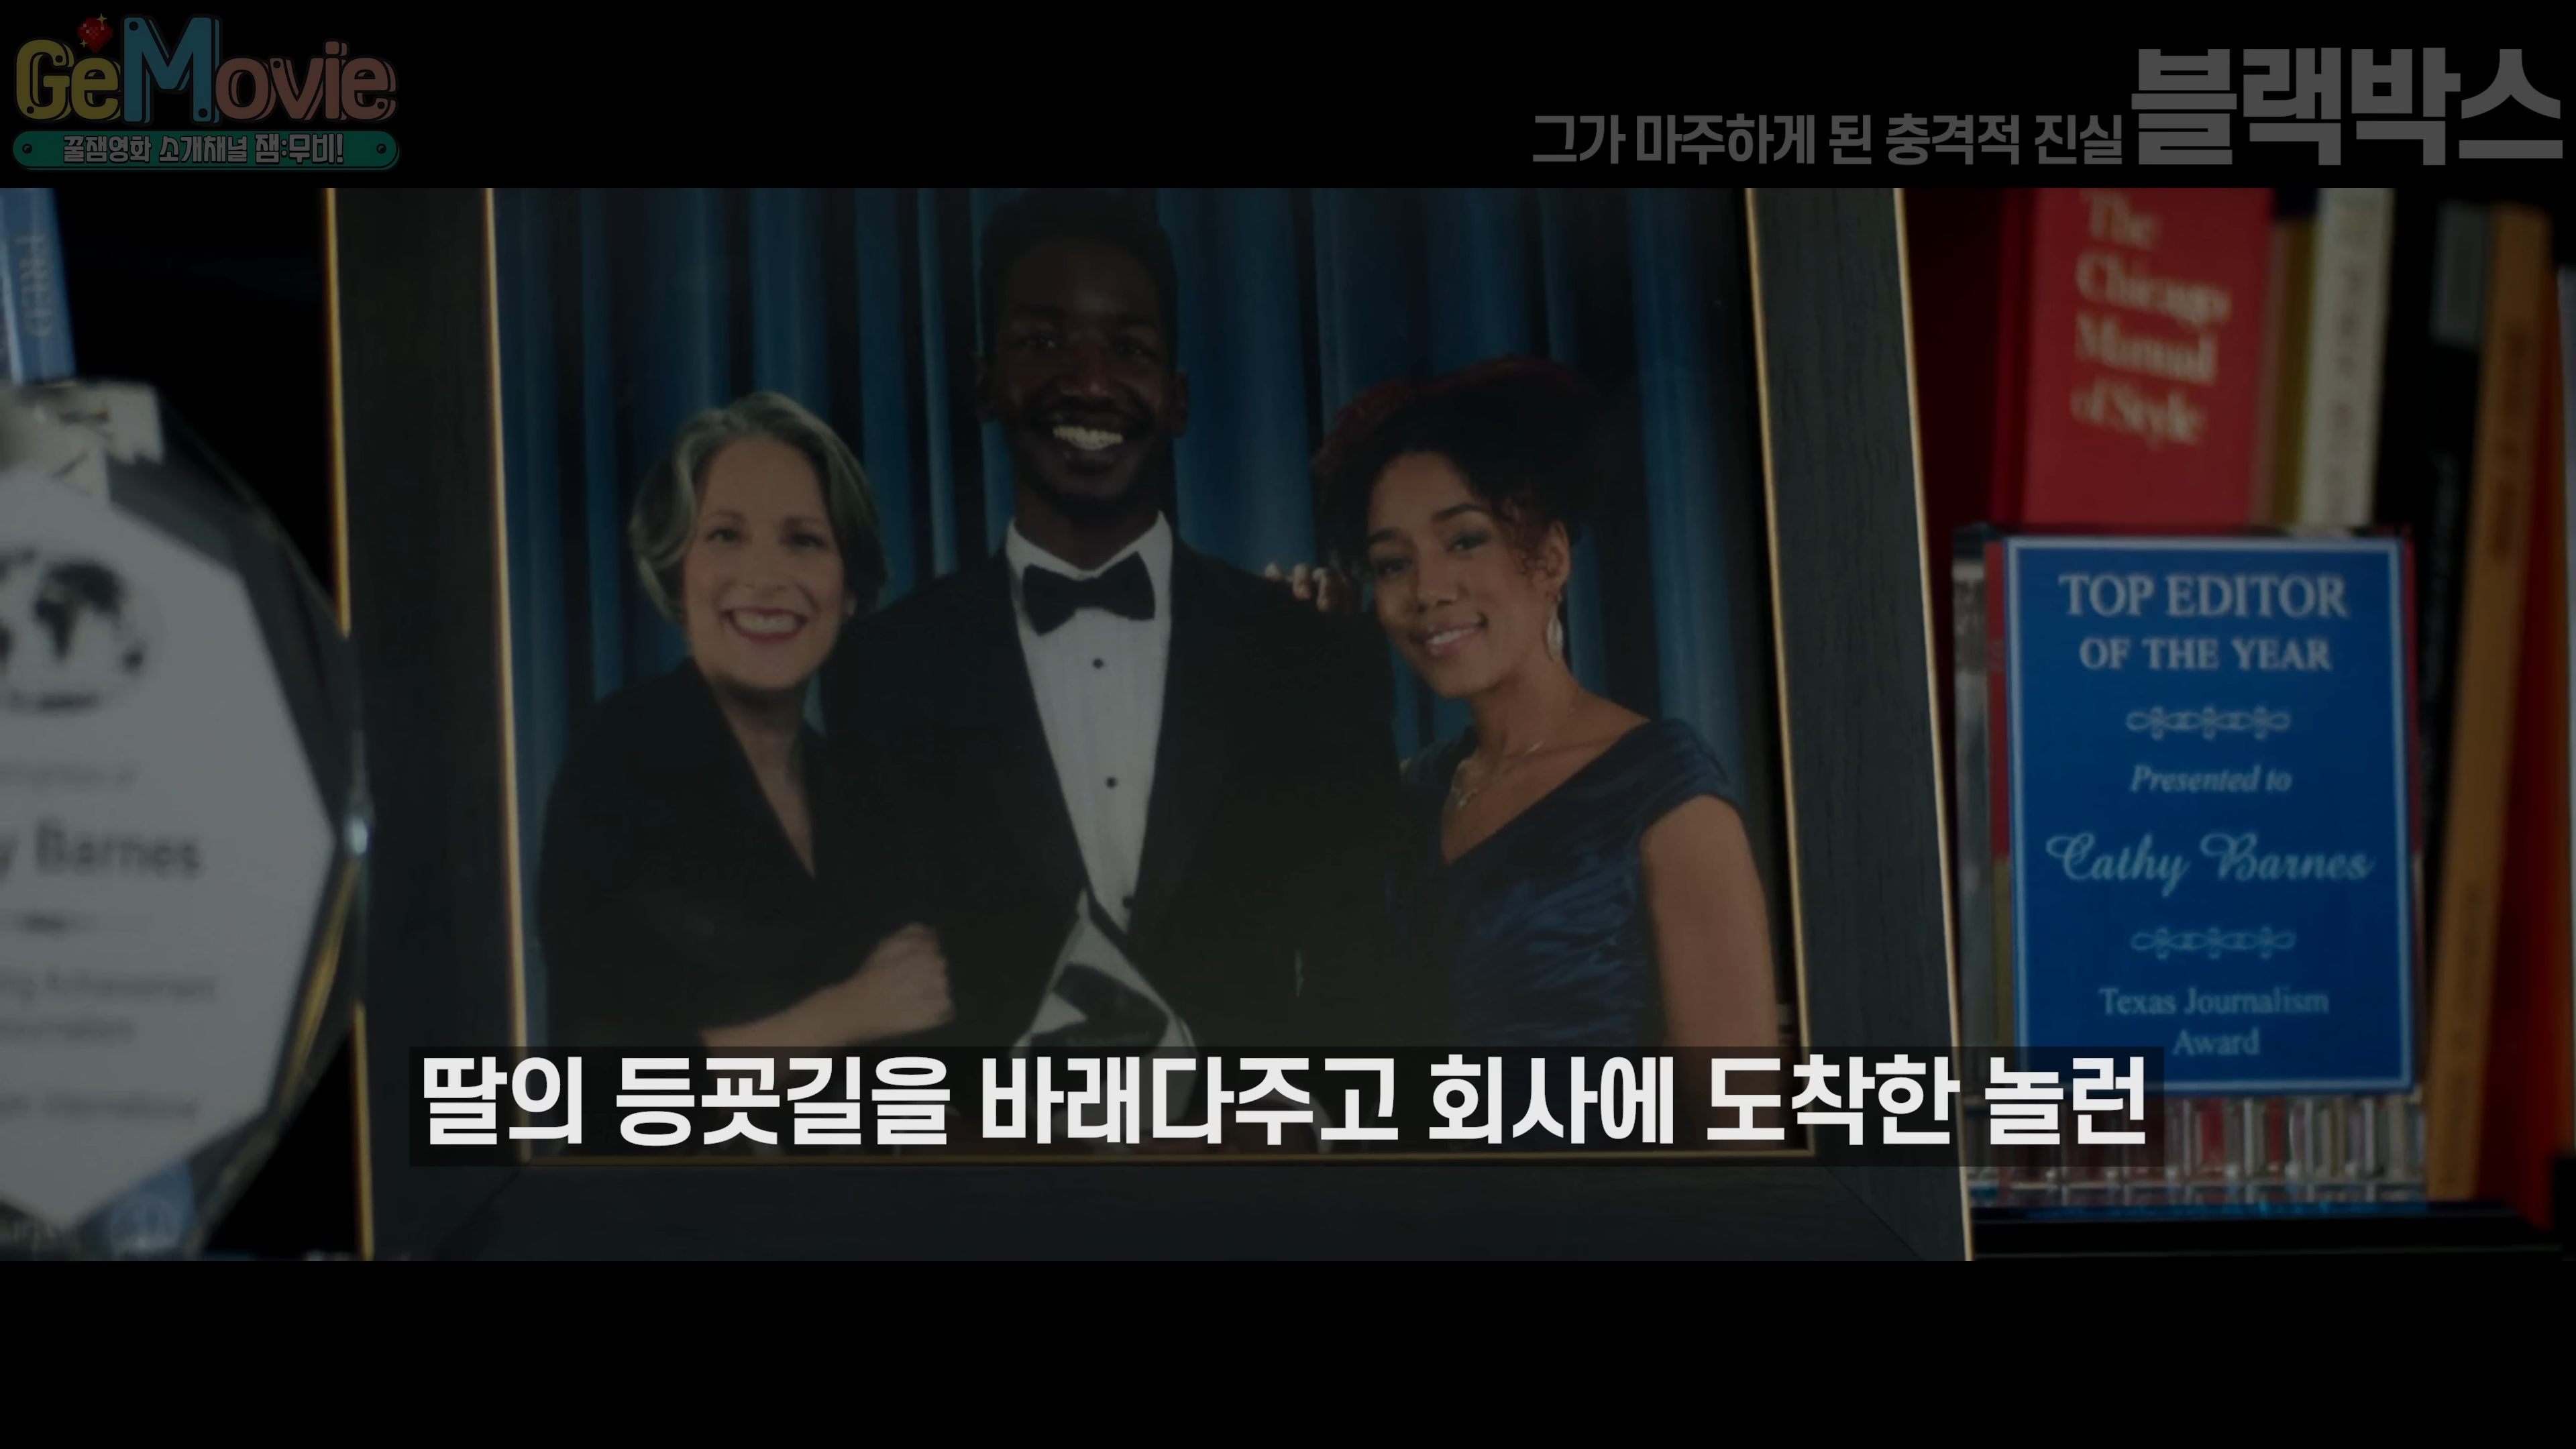 GeMovie
꿀잼영화 소개채널 잼:무비!
그가 마주하게 된 충격적 진실 블랙박스
The
Chicago
Manual
of Style
TOP EDITOR
OF THE YEAR
Presented to
Cathy Barnes
Texas Journalism
Award
y Barnes
Achievement
딸의 등굣길을 바래다주고 회사에 도착한 놀런